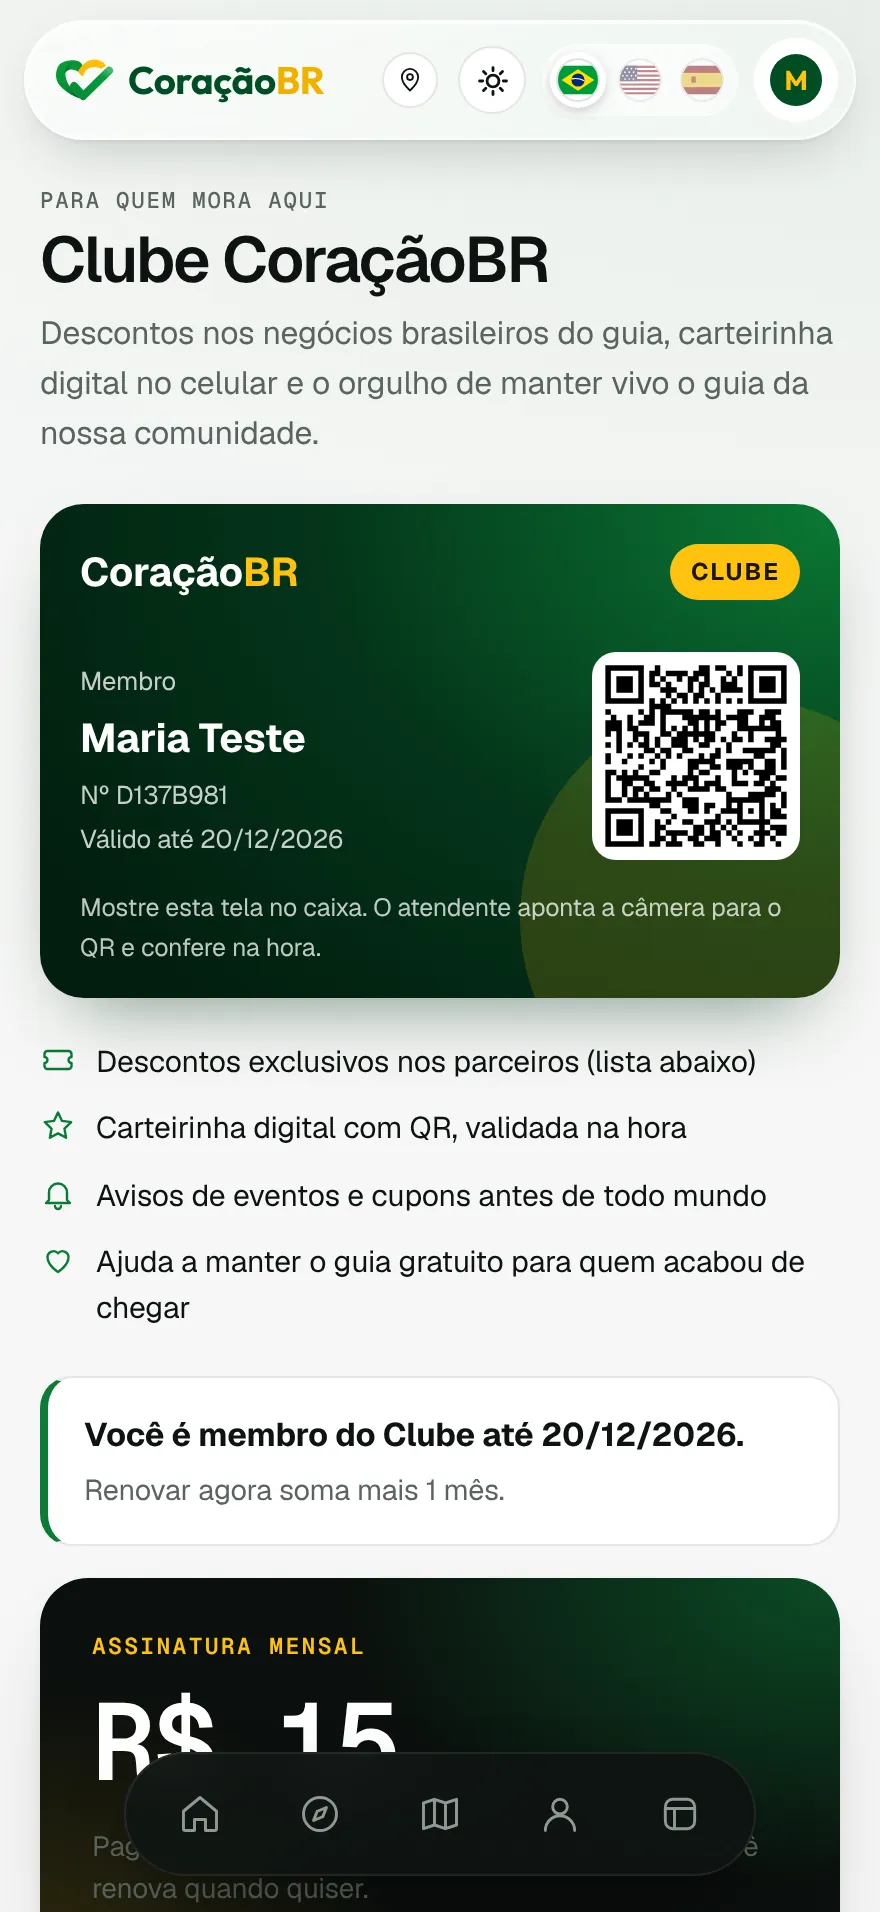 CoraçãoBR
M
PARA QUEM MORA AQUI
Clube CoraçãoBR
Descontos nos negócios brasileiros do guia, carteirinha
digital no celular e o orgulho de manter vivo o guia da
nossa comunidade.
CoraçãoBR
CLUBE
Membro
Maria Teste
Nº D137B981
Válido até 20/12/2026
Mostre esta tela no caixa. O atendente aponta a câmera para o
QR e confere na hora.
Descontos exclusivos nos parceiros (lista abaixo)
Carteirinha digital com QR, validada na hora
Avisos de eventos e cupons antes de todo mundo
Ajuda a manter o guia gratuito para quem acabou de
chegar
Você é membro do Clube até 20/12/2026.
Renovar agora soma mais 1 mês.
ASSINATURA MENSAL
R$ 15
renova quando quiser.